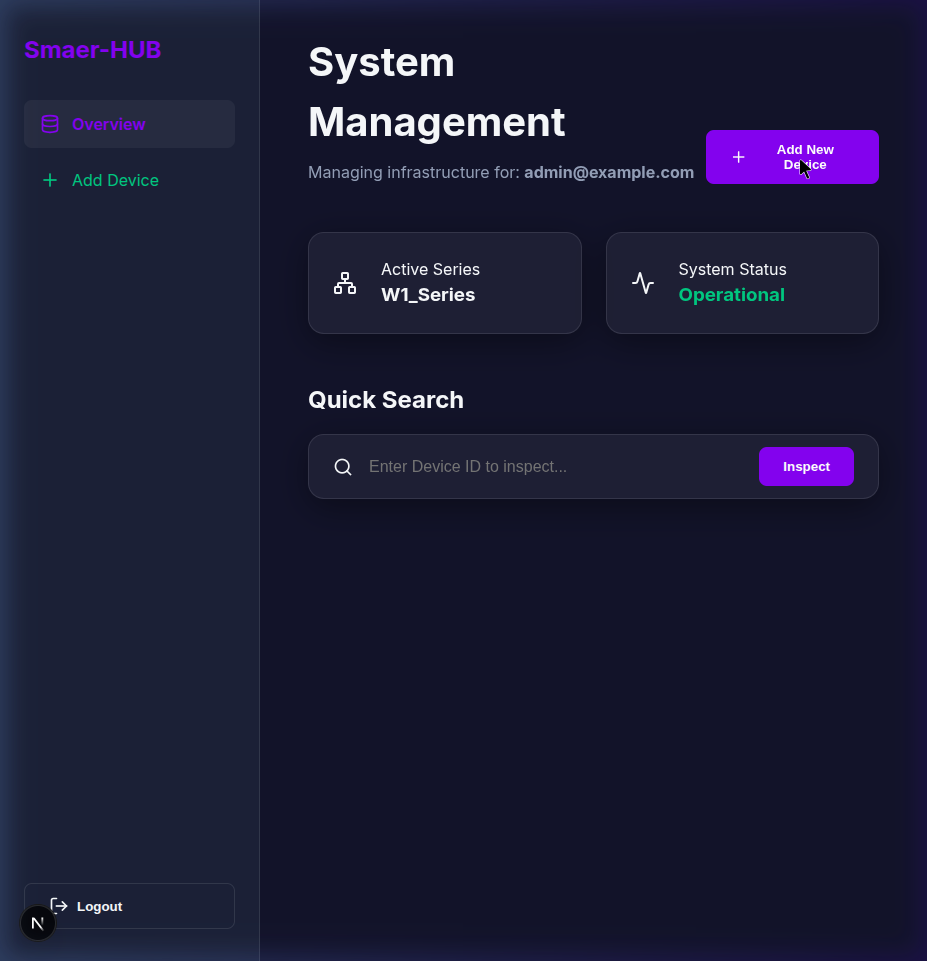 Smaer-HUB
Overview
Add Device
System
Management
Managing infrastructure for: admin@example.com
Add New
Device
Active Series
W1_Series
System Status
Operational
Quick Search
Enter Device ID to inspect...
Inspect
Logout
N